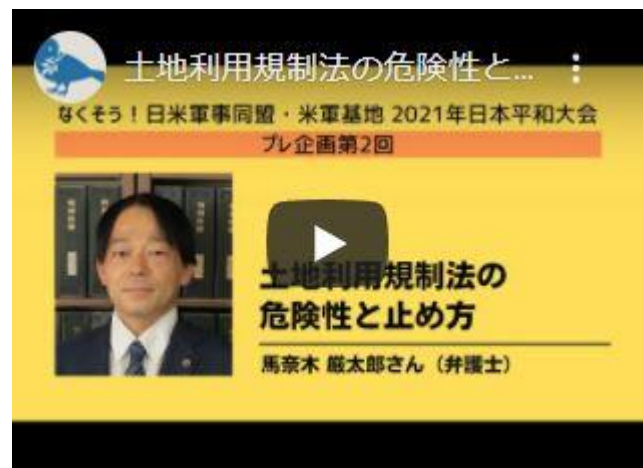 土地利用規制法の危険性と...
なくそう！日米軍事同盟・米軍基地 2021年日本平和大会
プレ企画第2回
土地利用規制法の
危険性と止め方
馬奈木 厳太郎さん（弁護士）